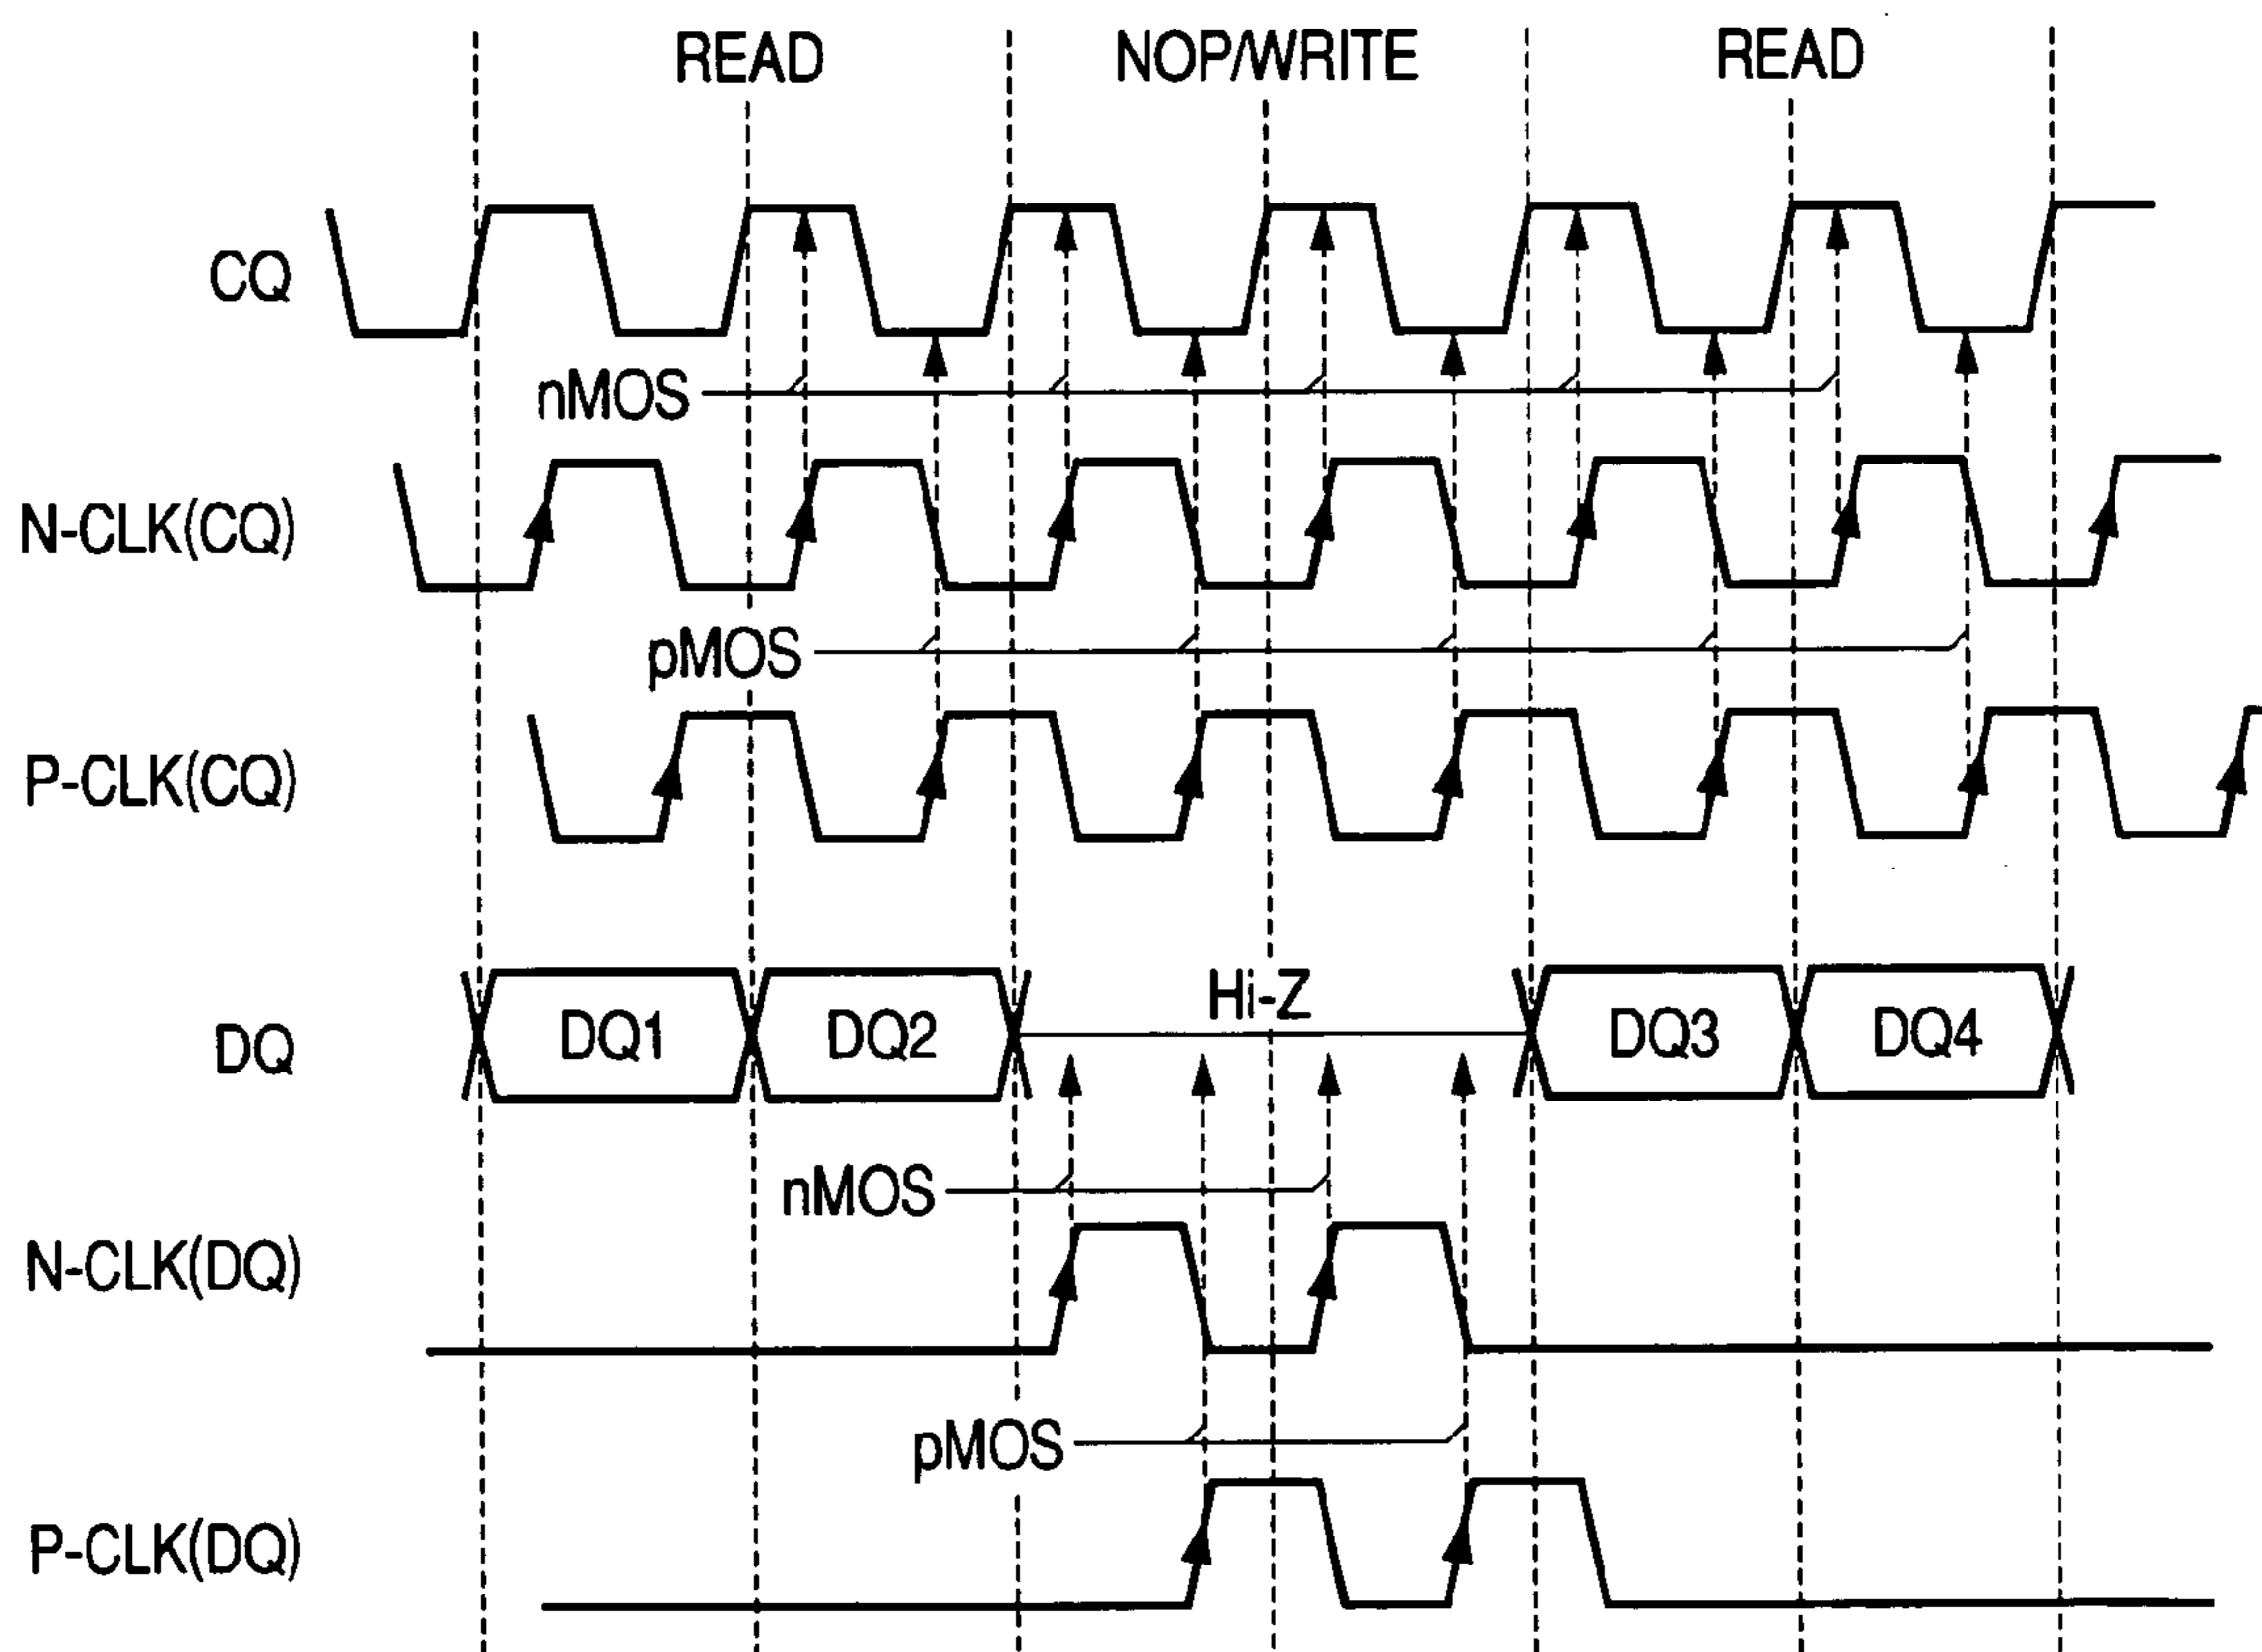 READ NOP/WRITE READ
CQ
nMOS
N-CLK(CQ)
pMOS
P-CLK(CQ)
Hi-Z
DQ DQ1 DQ2 DQ3 DQ4
nMOS
N-CLK(DQ)
pMOS
P-CLK(DQ)